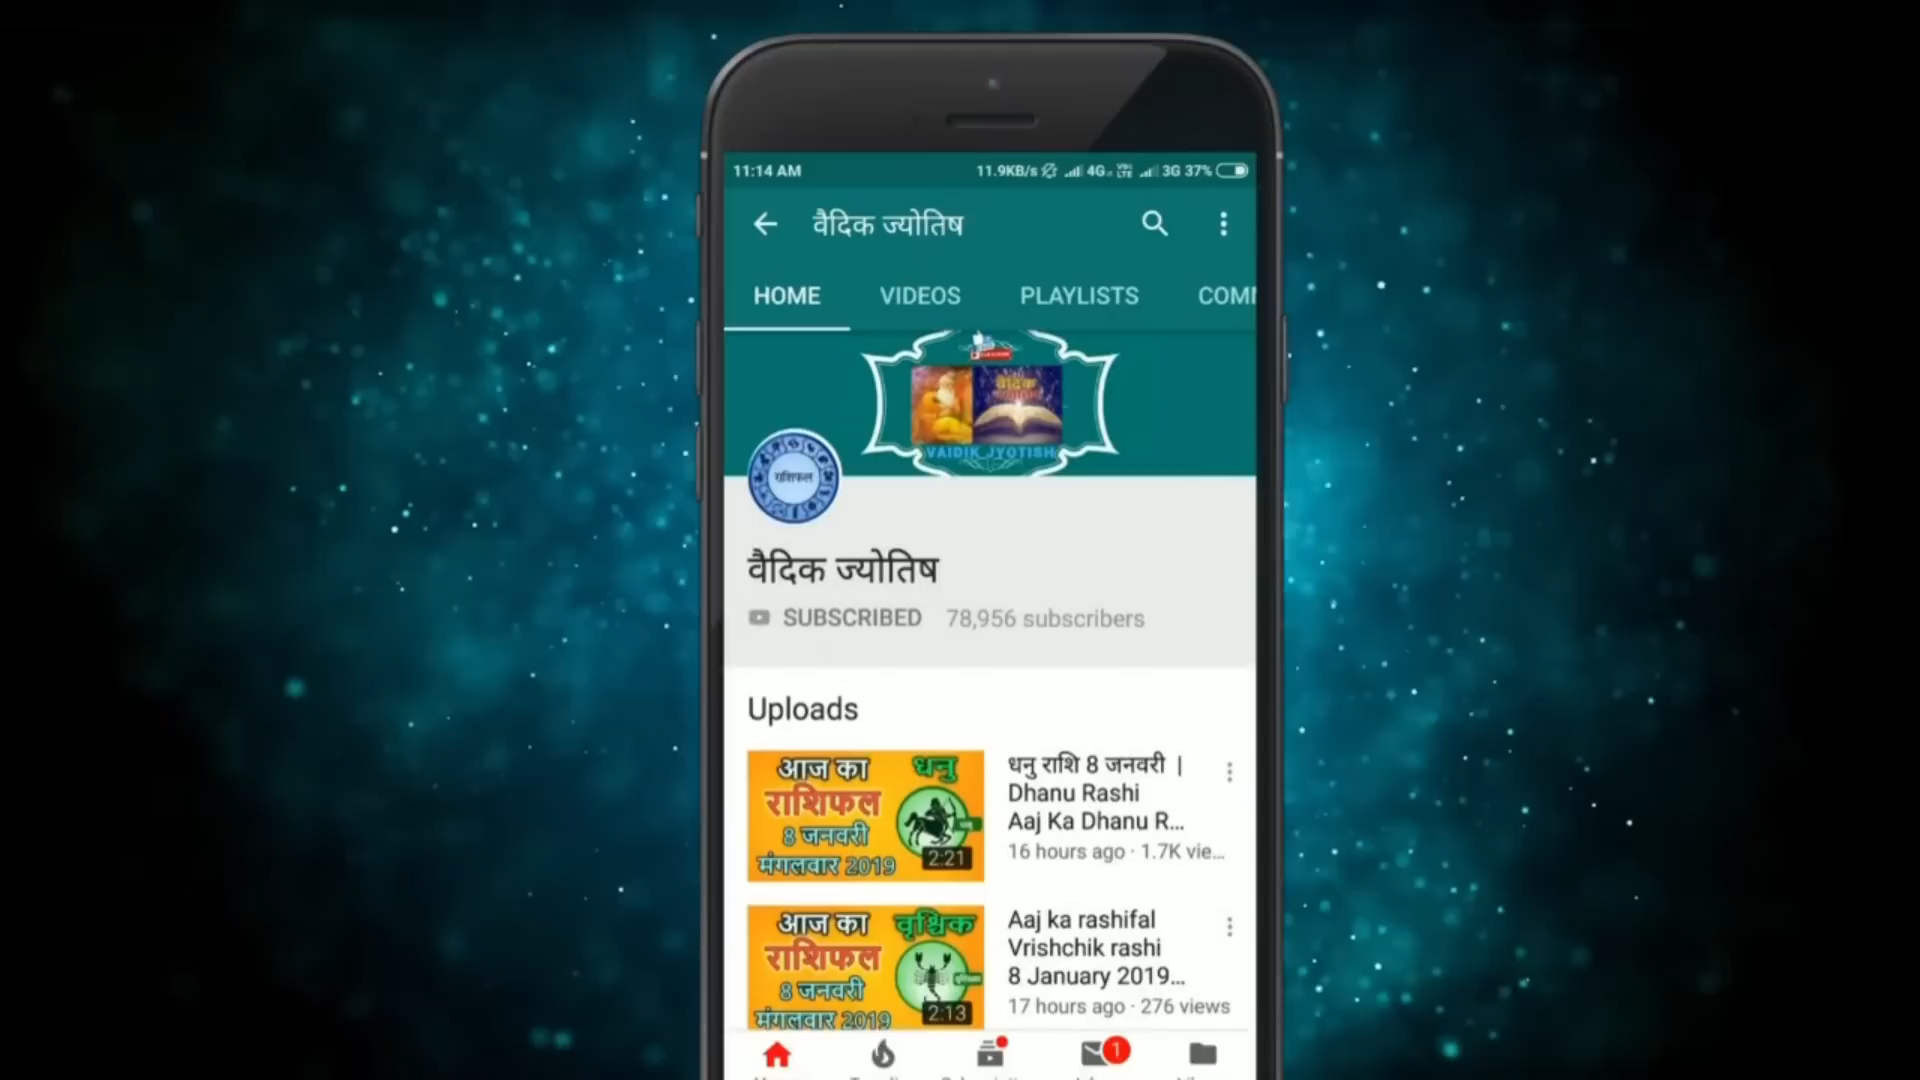 11:14 AM
11.9KB/s 4G VoLTE 3G 37%
वैदिक ज्योतिष
HOME VIDEOS PLAYLISTS COM
वैदिक
VAIDIK JYOTISH
राशिफल
वैदिक ज्योतिष
SUBSCRIBED 78,956 subscribers
Uploads
आज का धनु
राशिफल
8 जनवरी
मंगलवार 2019
2:21
धनु राशि 8 जनवरी |
Dhanu Rashi
Aaj Ka Dhanu R...
16 hours ago · 1.7K vie...
आज का वृश्चिक
राशिफल
8 जनवरी
मंगलवार 2019
2:13
Aaj ka rashifal
Vrishchik rashi
8 January 2019...
17 hours ago · 276 views
1